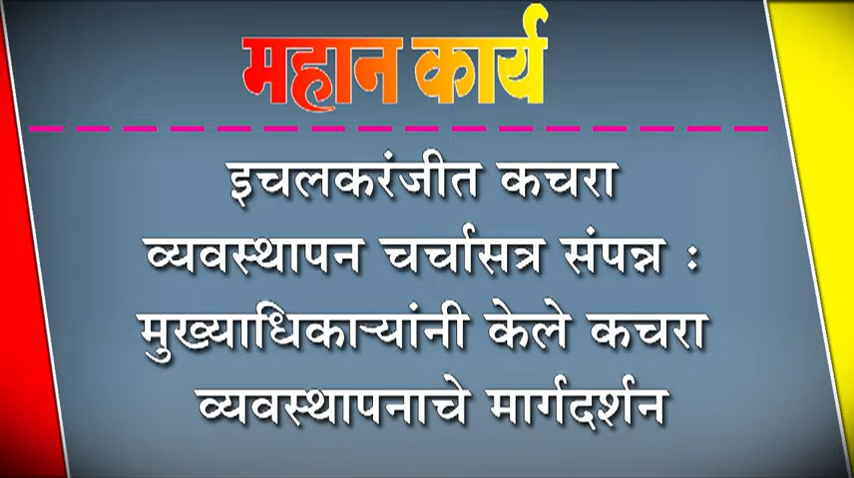 महान कार्य
इचलकरंजीत कचरा
व्यवस्थापन चर्चासत्र संपन्न :
मुख्याधिकाऱ्यांनी केले कचरा
व्यवस्थापनाचे मार्गदर्शन